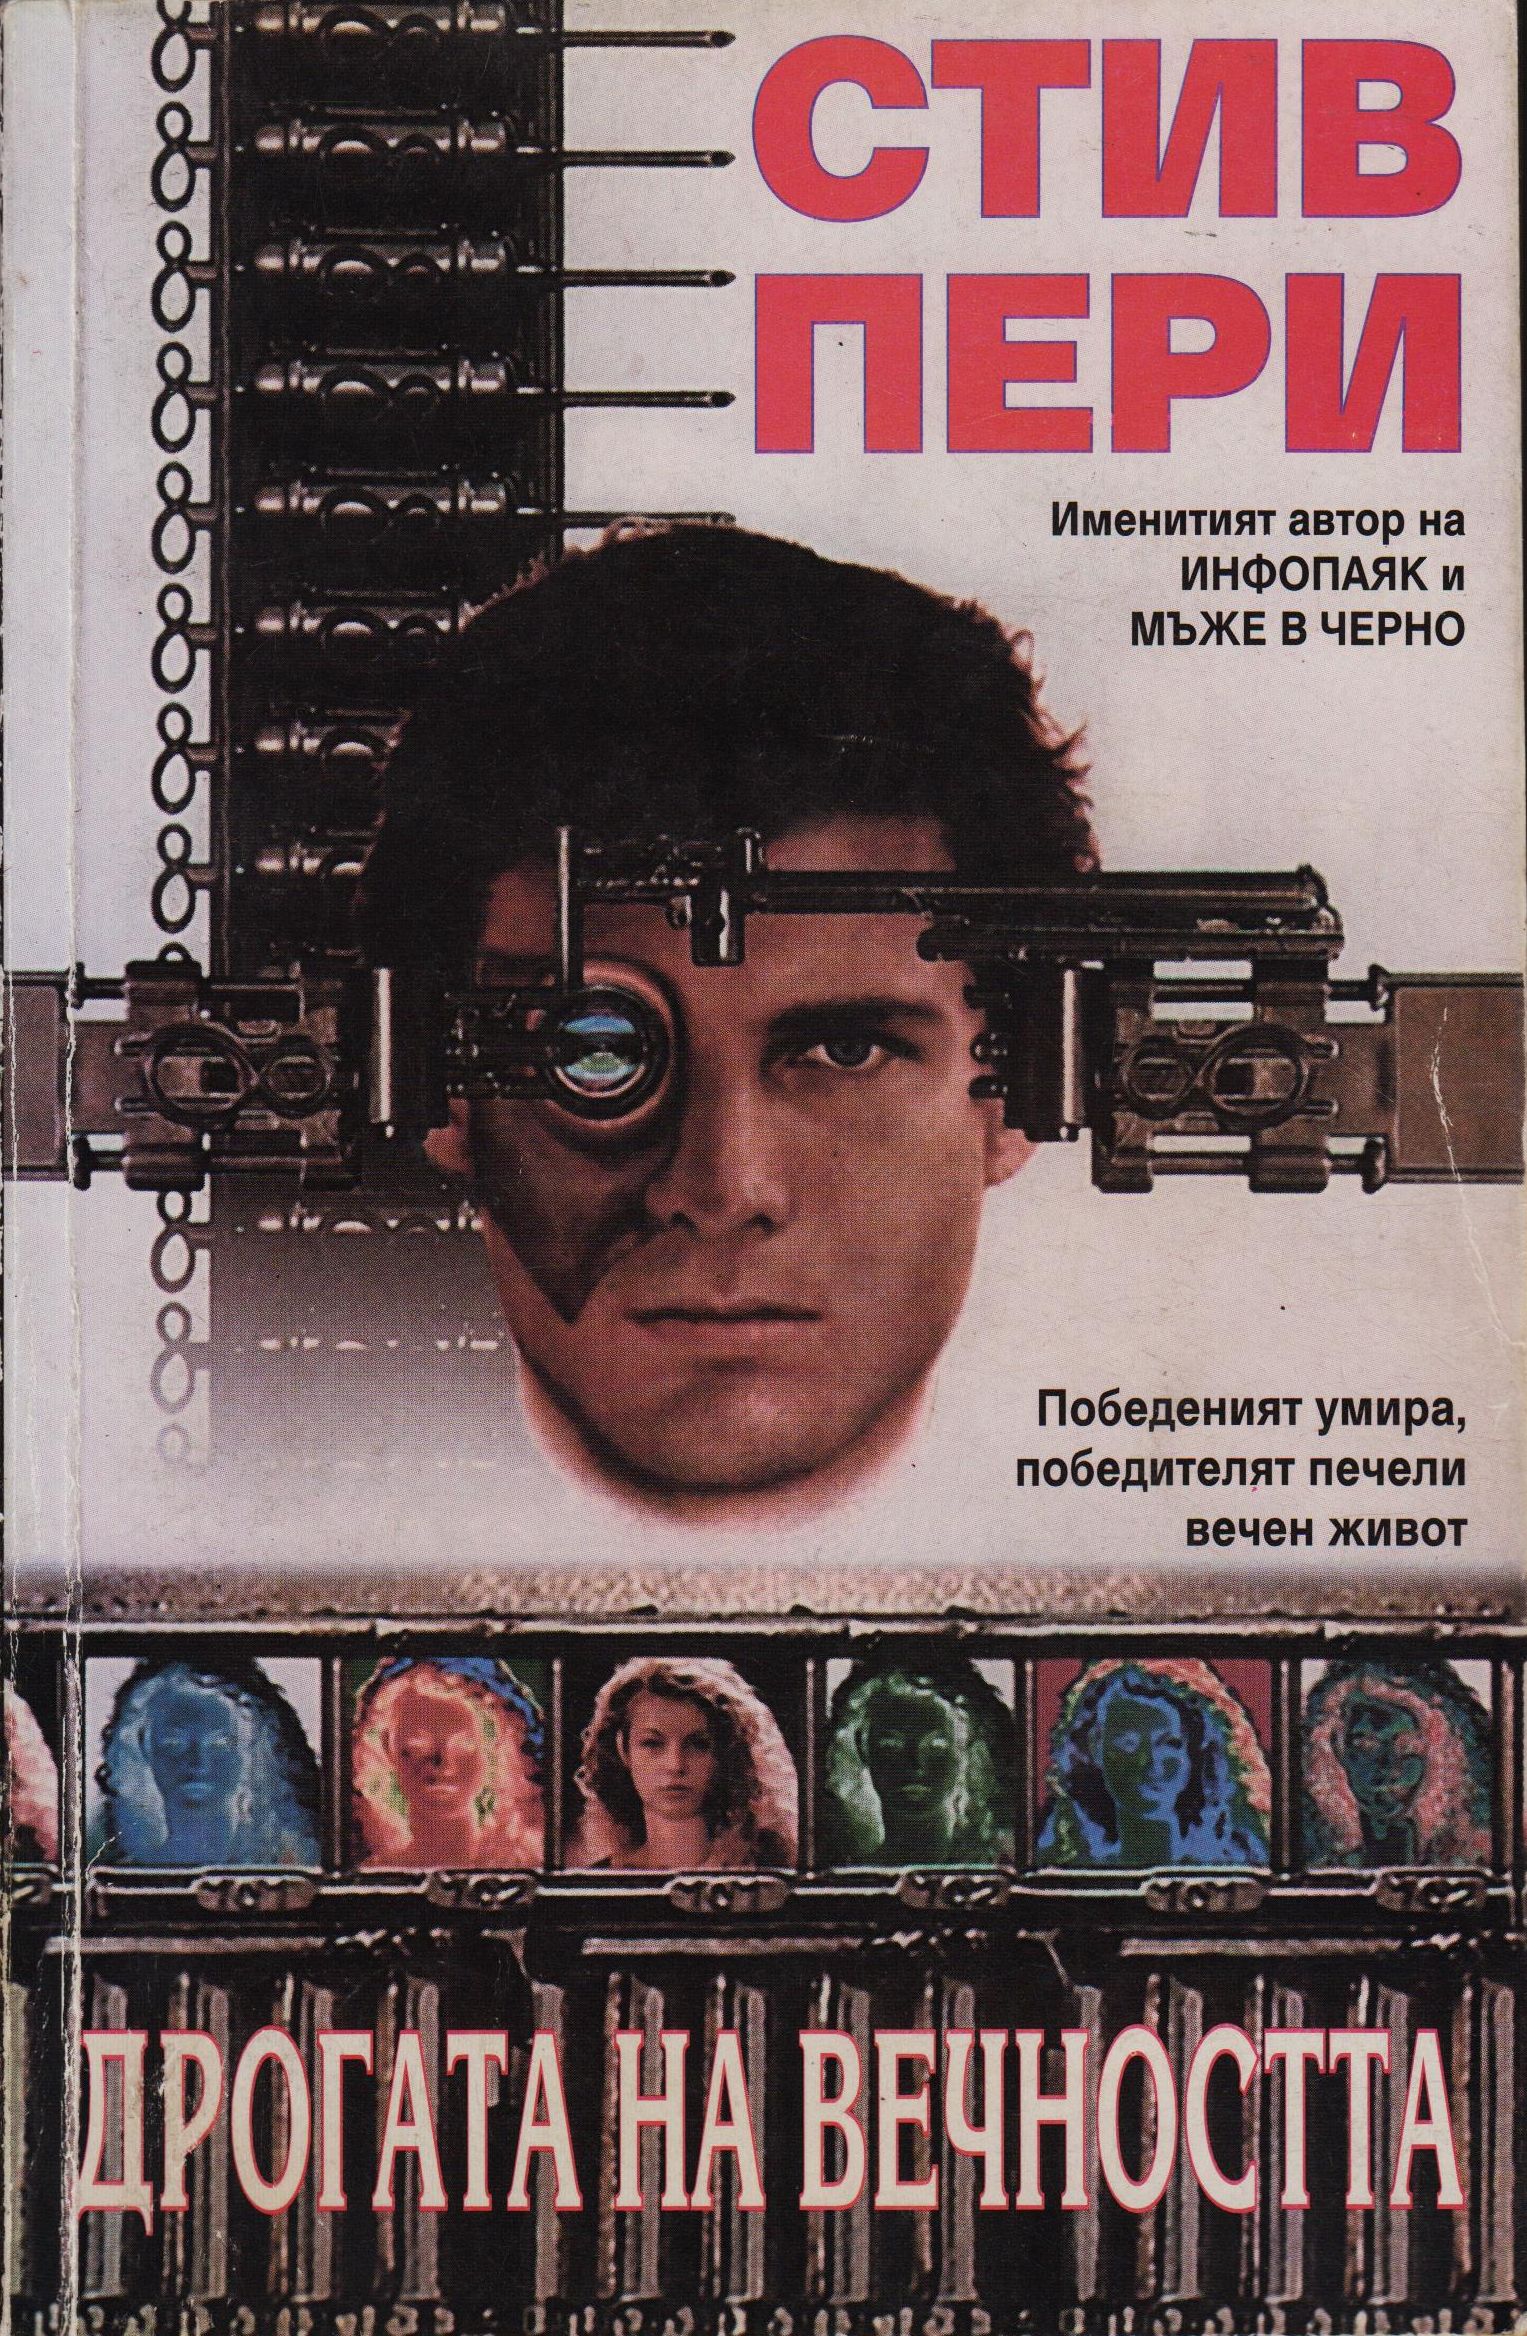 СТИВ
ПЕРИ
Именитият автор на
ИНФОПАЯК и
МЪЖЕ В ЧЕРНО
Победеният умира,
победителят печели
вечен живот
ДРОГАТА НА ВЕЧНОСТТА